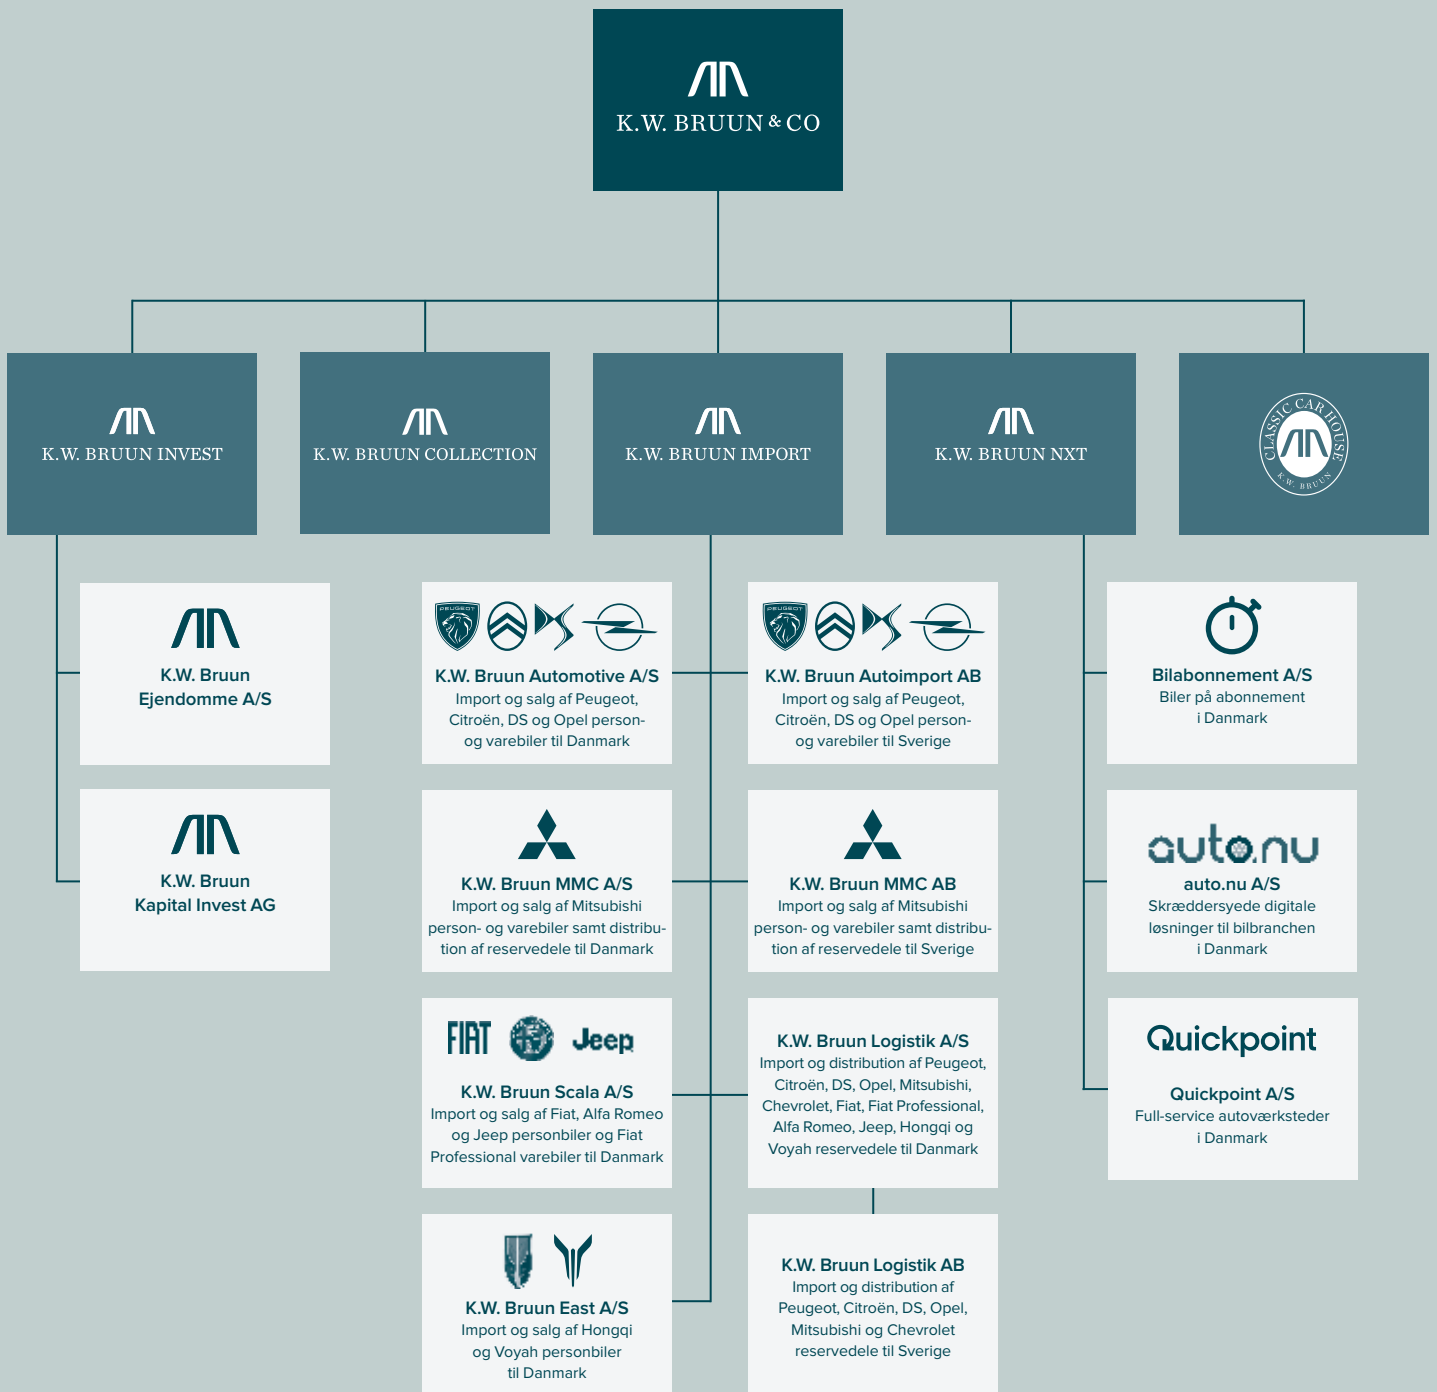 K.W. BRUUN & CO
K.W. BRUUN INVEST
K.W. BRUUN COLLECTION
K.W. BRUUN IMPORT
K.W. BRUUN NXT
CLASSIC CAR HOUSE
K.W. BRUUN
K.W. Bruun
Ejendomme A/S
K.W. Bruun
Kapital Invest AG
PEUGEOT
K.W. Bruun Automotive A/S
Import og salg af Peugeot,
Citroën, DS og Opel person-
og varebiler til Danmark
K.W. Bruun MMC A/S
Import og salg af Mitsubishi
person- og varebiler samt distribu-
tion af reservedele til Danmark
FIAT
Jeep
K.W. Bruun Scala A/S
Import og salg af Fiat, Alfa Romeo
og Jeep personbiler og Fiat
Professional varebiler til Danmark
K.W. Bruun East A/S
Import og salg af Hongqi
og Voyah personbiler
til Danmark
PEUGEOT
K.W. Bruun Autoimport AB
Import og salg af Peugeot,
Citroën, DS og Opel person-
og varebiler til Sverige
K.W. Bruun MMC AB
Import og salg af Mitsubishi
person- og varebiler samt distribu-
tion af reservedele til Sverige
K.W. Bruun Logistik A/S
Import og distribution af Peugeot,
Citroën, DS, Opel, Mitsubishi,
Chevrolet, Fiat, Fiat Professional,
Alfa Romeo, Jeep, Hongqi og
Voyah reservedele til Danmark
K.W. Bruun Logistik AB
Import og distribution af
Peugeot, Citroën, DS, Opel,
Mitsubishi og Chevrolet
reservedele til Sverige
Bilabonnement A/S
Biler på abonnement
i Danmark
auto.nu
auto.nu A/S
Skræddersyede digitale
løsninger til bilbranchen
i Danmark
Quickpoint
Quickpoint A/S
Full-service autoværksteder
i Danmark